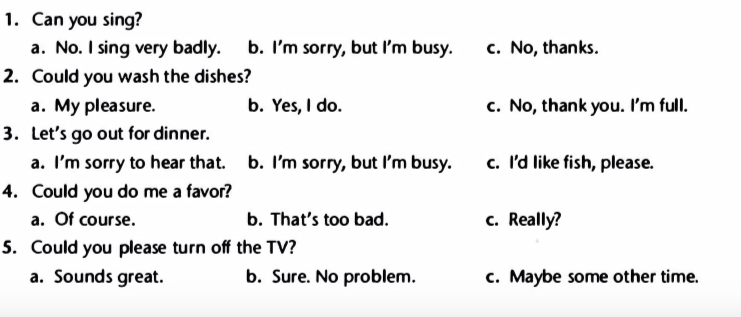 1. Can you sing?
a. No. I sing very badly. b. I'm sorry, but I'm busy. c. No, thanks.
2. Could you wash the dishes?
a. My pleasure. b. Yes, I do. c. No, thank you. I'm full.
3. Let's go out for dinner.
a. I'm sorry to hear that. b. I'm sorry, but I'm busy. c. I'd like fish, please.
4. Could you do me a favor?
a. Of course. b. That's too bad. c. Really?
5. Could you please turn off the TV?
a. Sounds great. b. Sure. No problem. c. Maybe some other time.